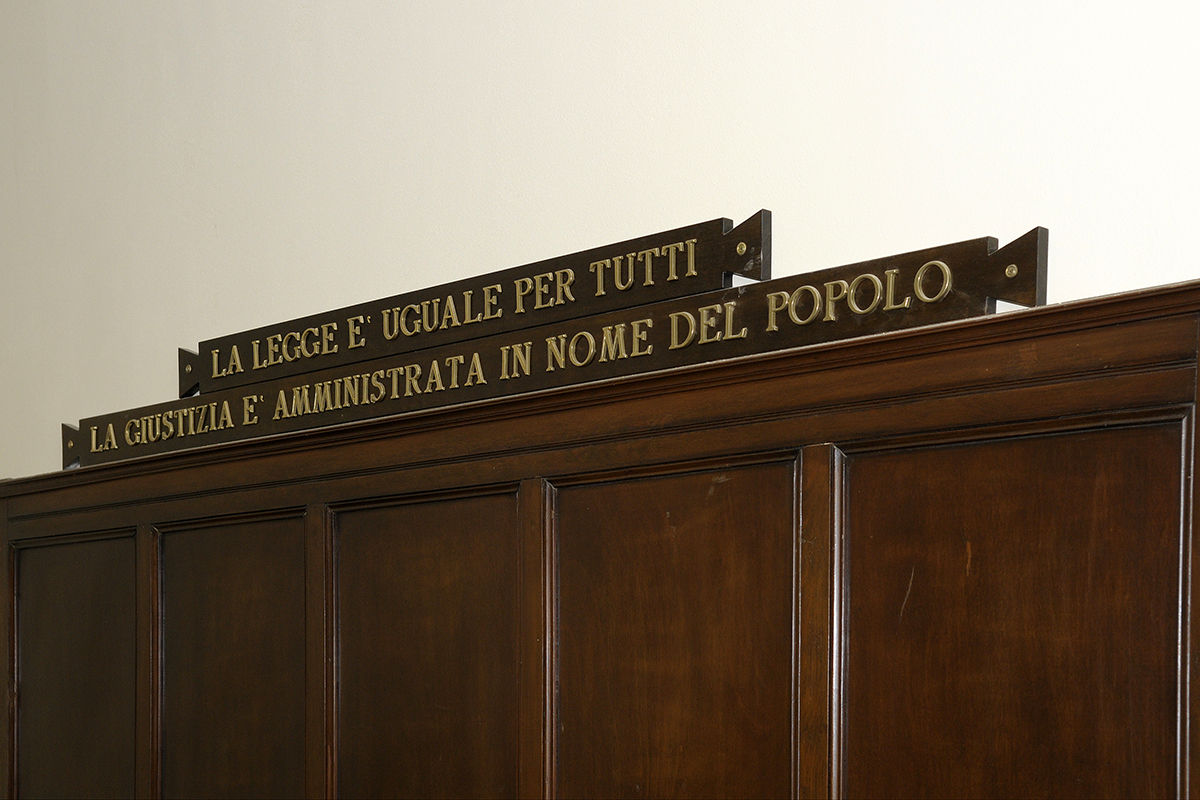 LA LEGGE E' UGUALE PER TUTTI
LA GIUSTIZIA E' AMMINISTRATA IN NOME DEL POPOLO